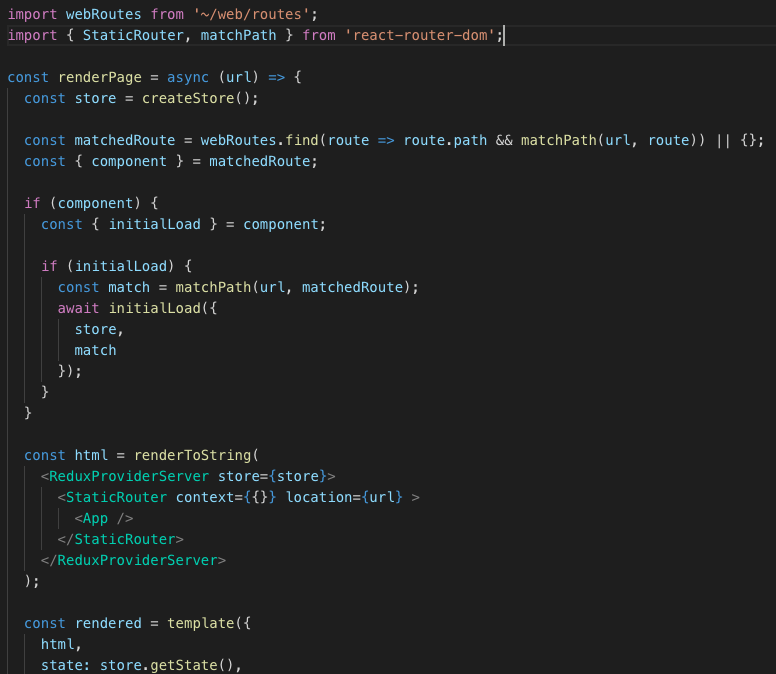 import webRoutes from '~/web/routes';
import { StaticRouter, matchPath } from 'react-router-dom';
const renderPage = async (url) => {
const store = createStore();
const matchedRoute = webRoutes.find(route => route.path && matchPath(url, route)) || {};
const { component } = matchedRoute;
if (component) {
const { initialLoad } = component;
if (initialLoad) {
const match = matchPath(url, matchedRoute);
await initialLoad({
store,
match
});
}
}
const html = renderToString(
<ReduxProviderServer store={store}>
<StaticRouter context={{}} location={url} >
<App />
</StaticRouter>
</ReduxProviderServer>
);
const rendered = template({
html,
state: store.getState(),